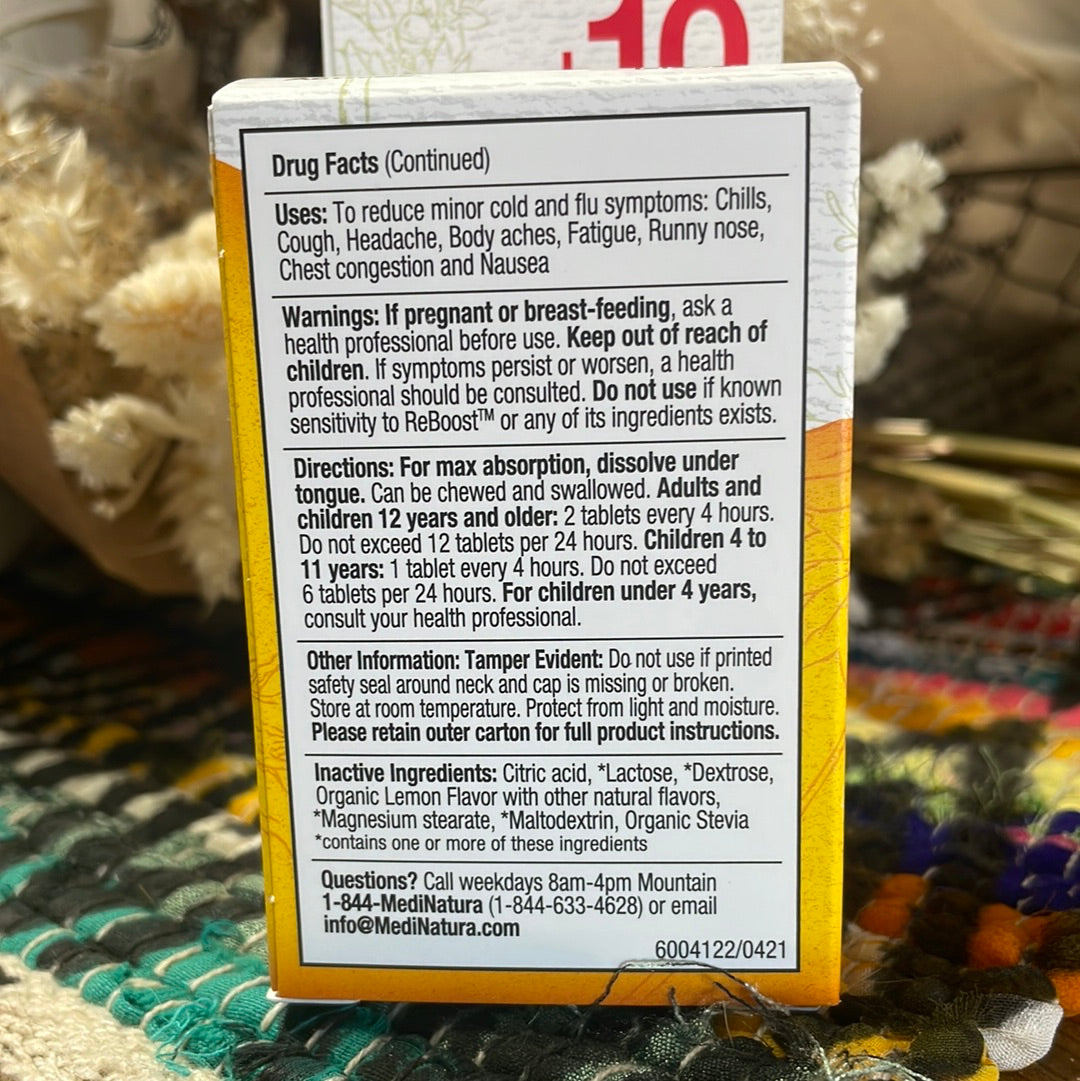 +10
Drug Facts (Continued)
Uses: To reduce minor cold and flu symptoms: Chills,
Cough, Headache, Body aches, Fatigue, Runny nose,
Chest congestion and Nausea
Warnings: If pregnant or breast-feeding, ask a
health professional before use. Keep out of reach of
children. If symptoms persist or worsen, a health
professional should be consulted. Do not use if known
sensitivity to ReBoost™ or any of its ingredients exists.
Directions: For max absorption, dissolve under
tongue. Can be chewed and swallowed. Adults and
children 12 years and older: 2 tablets every 4 hours.
Do not exceed 12 tablets per 24 hours. Children 4 to
11 years: 1 tablet every 4 hours. Do not exceed
6 tablets per 24 hours. For children under 4 years,
consult your health professional.
Other Information: Tamper Evident: Do not use if printed
safety seal around neck and cap is missing or broken.
Store at room temperature. Protect from light and moisture.
Please retain outer carton for full product instructions.
Inactive Ingredients: Citric acid, *Lactose, *Dextrose,
Organic Lemon Flavor with other natural flavors,
*Magnesium stearate, *Maltodextrin, Organic Stevia
*contains one or more of these ingredients
Questions? Call weekdays 8am-4pm Mountain
1-844-MediNatura (1-844-633-4628) or email
info@MediNatura.com
6004122/0421